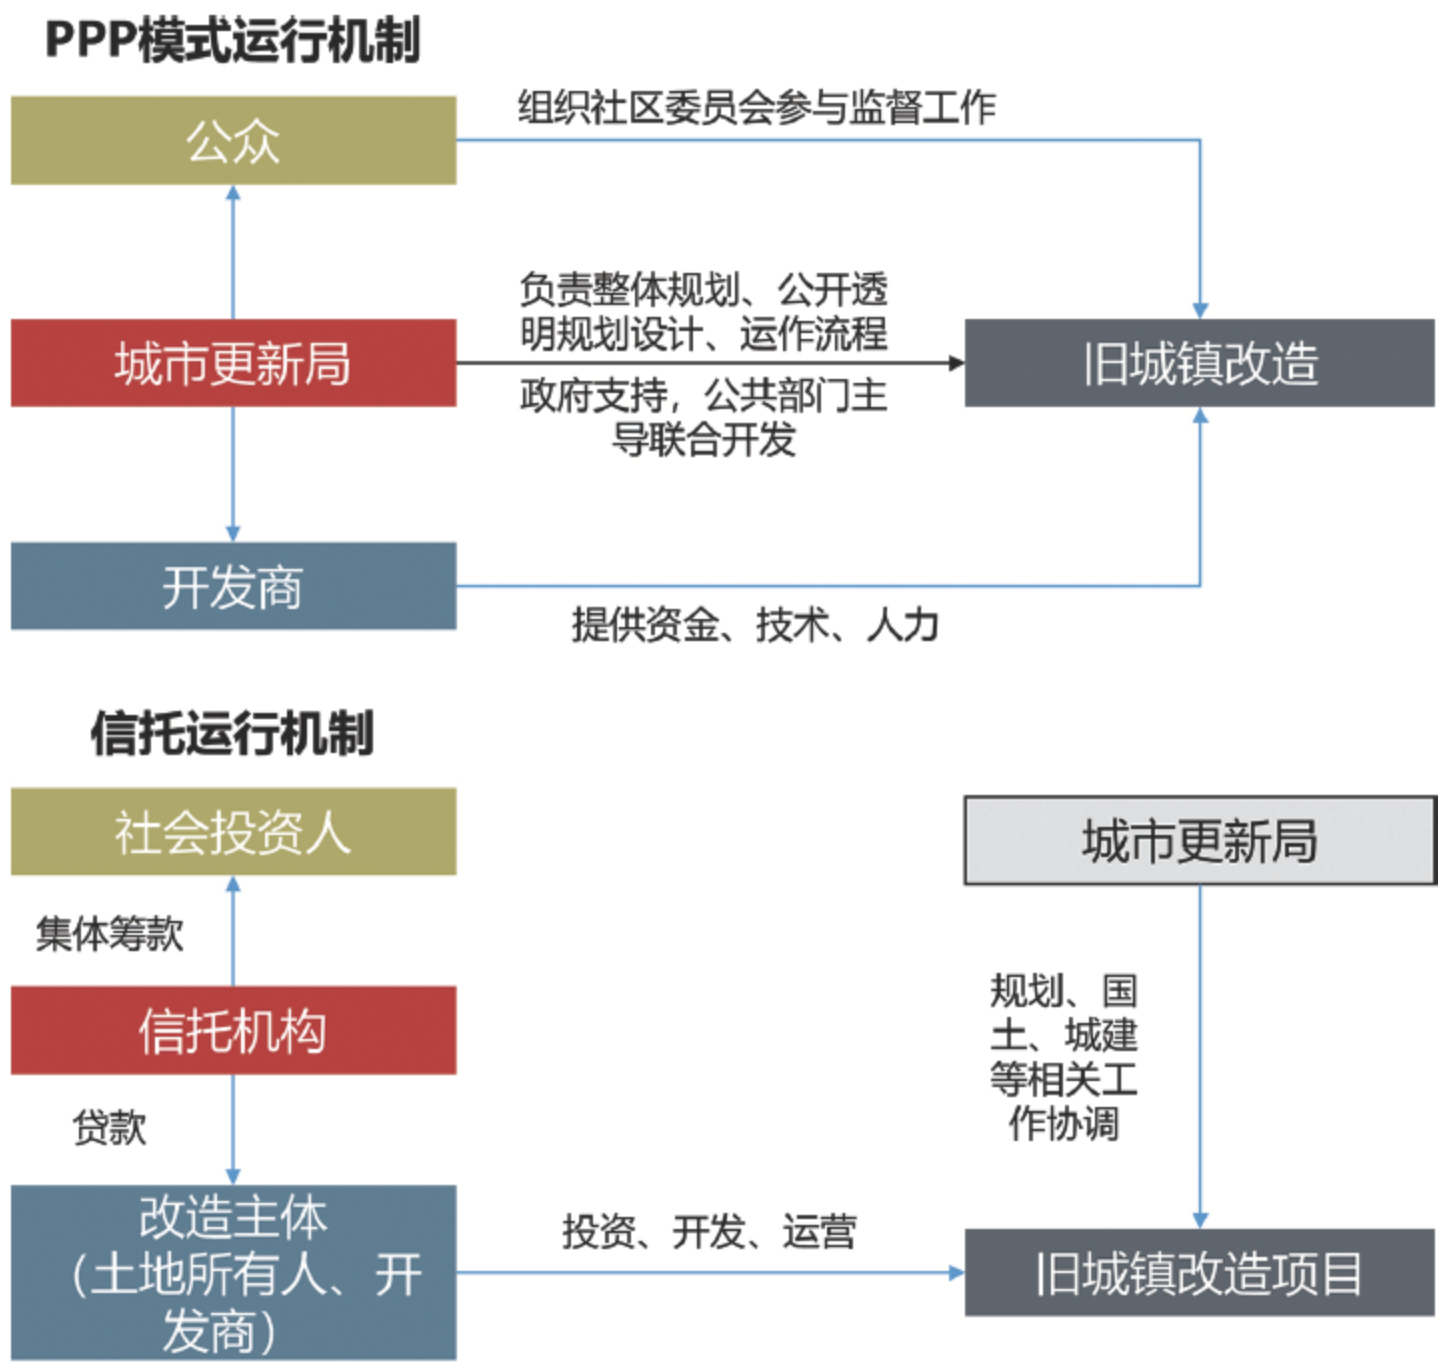 PPP模式运行机制
公众
组织社区委员会参与监督工作
负责整体规划、公开透
明规划设计、运作流程
城市更新局
旧城镇改造
政府支持，公共部门主
导联合开发
开发商
提供资金、技术、人力
信托运行机制
社会投资人
城市更新局
集体筹款
规划、国
土、城建
等相关工
作协调
信托机构
贷款
改造主体
（土地所有人、开
发商）
投资、开发、运营
旧城镇改造项目